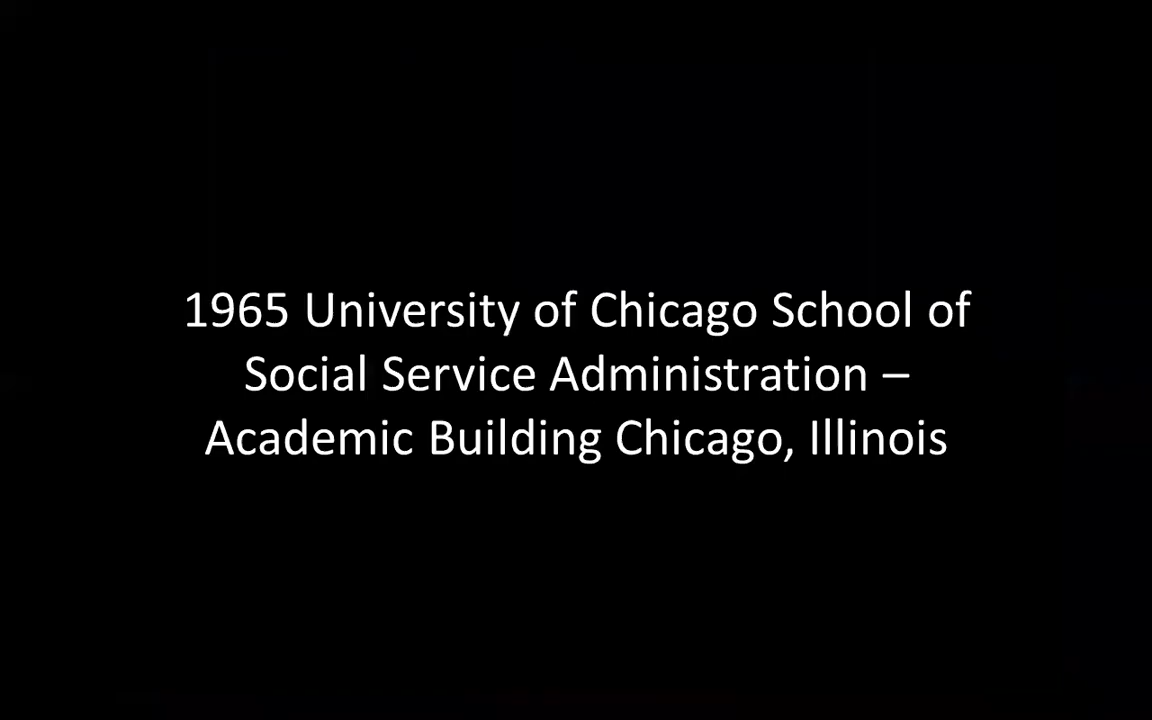 1965 University of Chicago School of
Social Service Administration –
Academic Building Chicago, Illinois